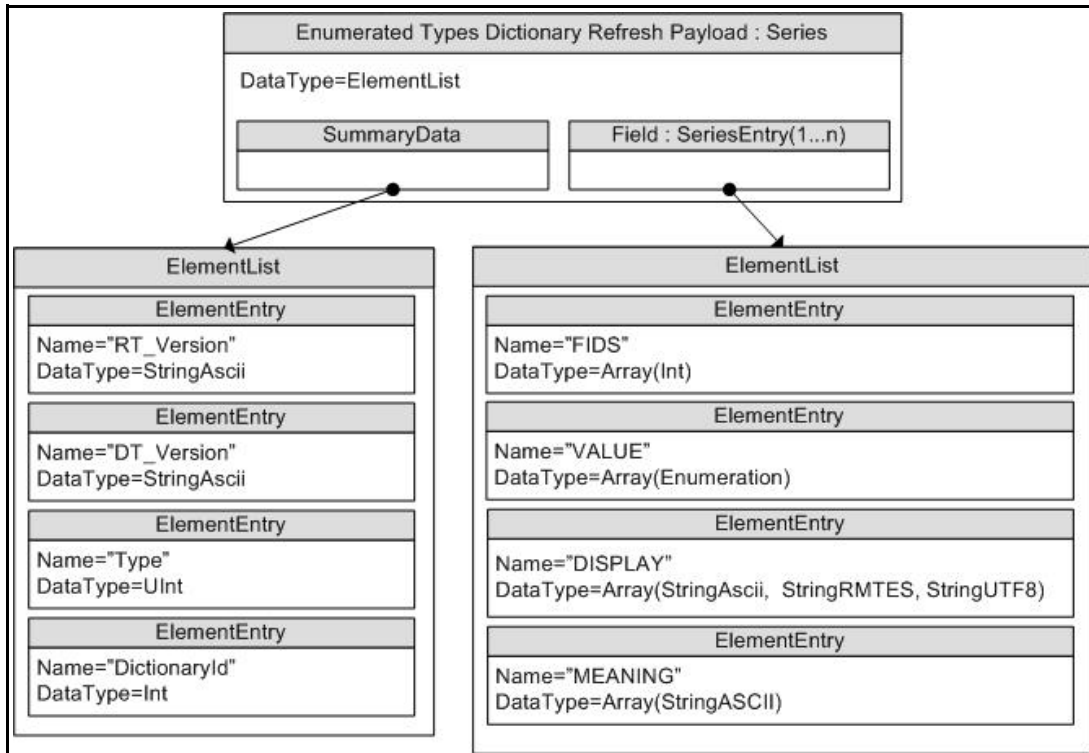 Enumerated Types Dictionary Refresh Payload : Series
DataType=ElementList
SummaryData
Field : SeriesEntry(1...n)
ElementList
ElementEntry
Name="RT_Version"
DataType=StringAscii
ElementEntry
Name="DT_Version"
DataType=StringAscii
ElementEntry
Name="Type"
DataType=UInt
ElementEntry
Name="DictionaryId"
DataType=Int
ElementList
ElementEntry
Name="FIDS"
DataType=Array(Int)
ElementEntry
Name="VALUE"
DataType=Array(Enumeration)
ElementEntry
Name="DISPLAY"
DataType=Array(StringAscii, StringRMTES, StringUTF8)
ElementEntry
Name="MEANING"
DataType=Array(StringASCII)